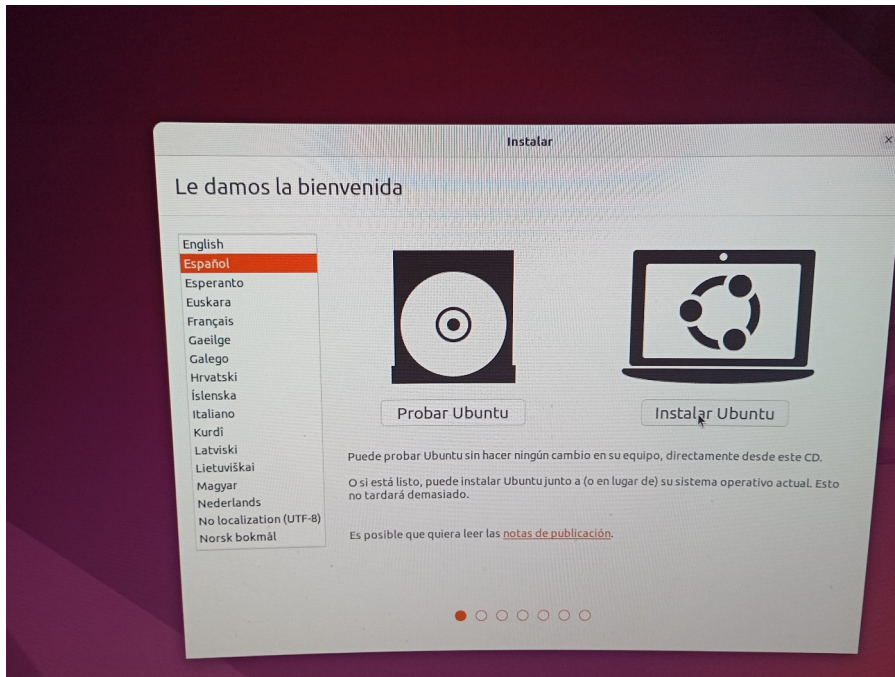 Instalar
Le damos la bienvenida
English
Español
Esperanto
Euskara
Français
Gaeilge
Galego
Hrvatski
Íslenska
Italiano
Kurdî
Latviski
Lietuviškai
Magyar
Nederlands
No localization (UTF-8)
Norsk bokmål
Probar Ubuntu
Instalar Ubuntu
Puede probar Ubuntu sin hacer ningún cambio en su equipo, directamente desde este CD.
O si está listo, puede instalar Ubuntu junto a (o en lugar de) su sistema operativo actual. Esto
no tardará demasiado.
Es posible que quiera leer las notas de publicación.